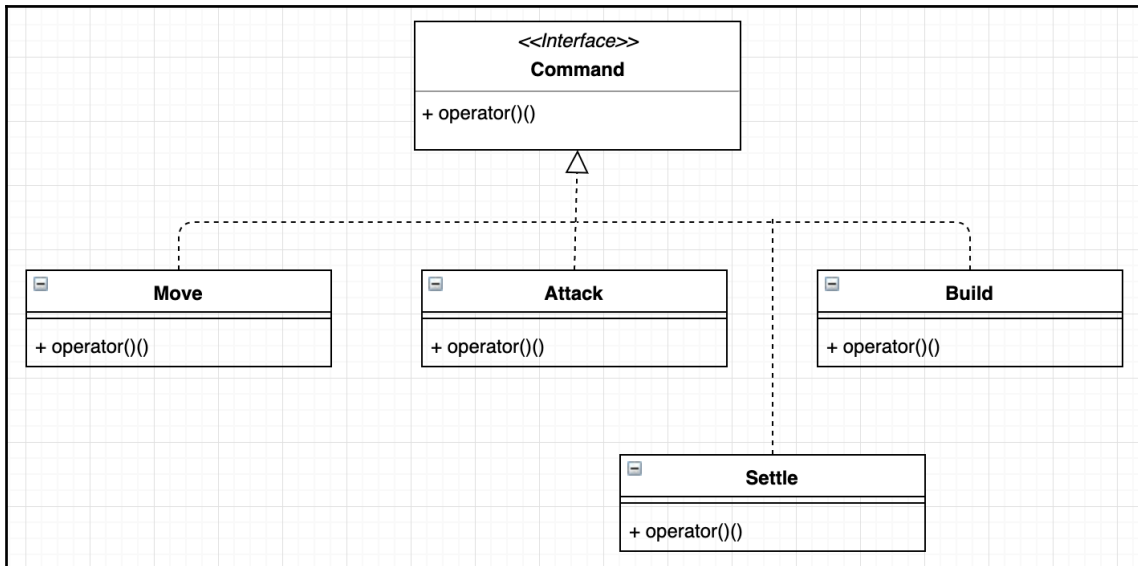 <<Interface>>
Command
+ operator()()
Move
+ operator()()
Attack
+ operator()()
Build
+ operator()()
Settle
+ operator()()